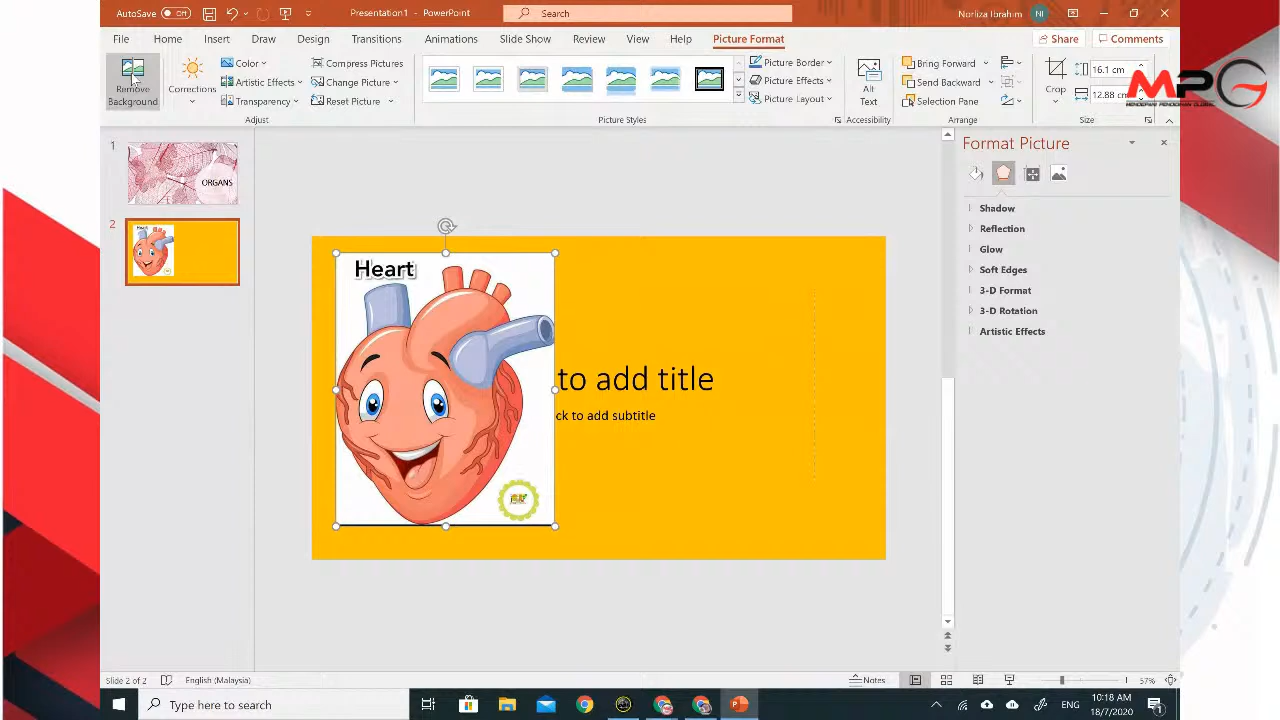 AutoSave Off
Presentation1 - PowerPoint
Search
Norliza Ibrahim
NI
File Home Insert Draw Design Transitions Animations Slide Show Review View Help Picture Format
Share
Comments
Remove Background
Corrections
Color
Artistic Effects
Transparency
Compress Pictures
Change Picture
Reset Picture
Adjust
Picture Styles
Picture Border
Picture Effects
Picture Layout
Alt Text
Accessibility
Bring Forward
Send Backward
Selection Pane
Arrange
Crop
16.1 cm
12.88 cm
Size
MPG
1
ORGANS
2
Heart
to add title
ck to add subtitle
Format Picture
Shadow
Reflection
Glow
Soft Edges
3-D Format
3-D Rotation
Artistic Effects
Slide 2 of 2
English (Malaysia)
Notes
57%
Type here to search
ENG
10:18 AM
18/7/2020
1